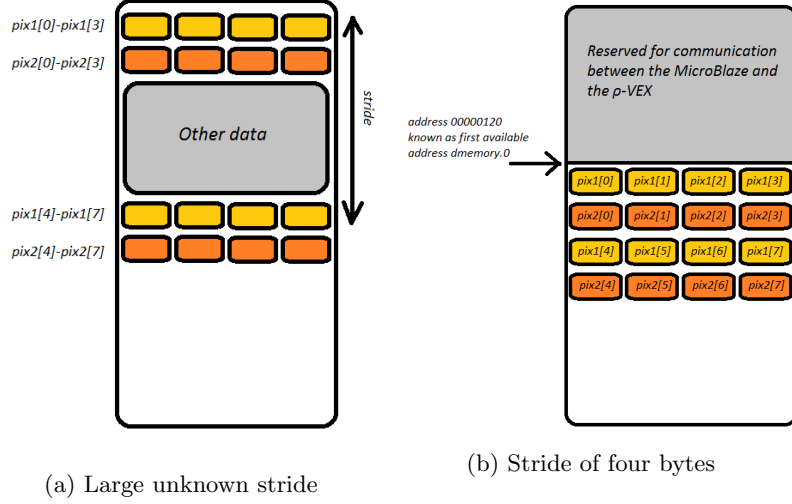 pix1[0]-pix1[3]
pix2[0]-pix2[3]
Other data
stride
pix1[4]-pix1[7]
pix2[4]-pix2[7]
(a) Large unknown stride
Reserved for communication
between the MicroBlaze and
the ρ-VEX
address 00000120
known as first available
address dmemory.0
pix1[0] pix1[1] pix1[2] pix1[3]
pix2[0] pix2[1] pix2[2] pix2[3]
pix1[4] pix1[5] pix1[6] pix1[7]
pix2[4] pix2[5] pix2[6] pix2[7]
(b) Stride of four bytes